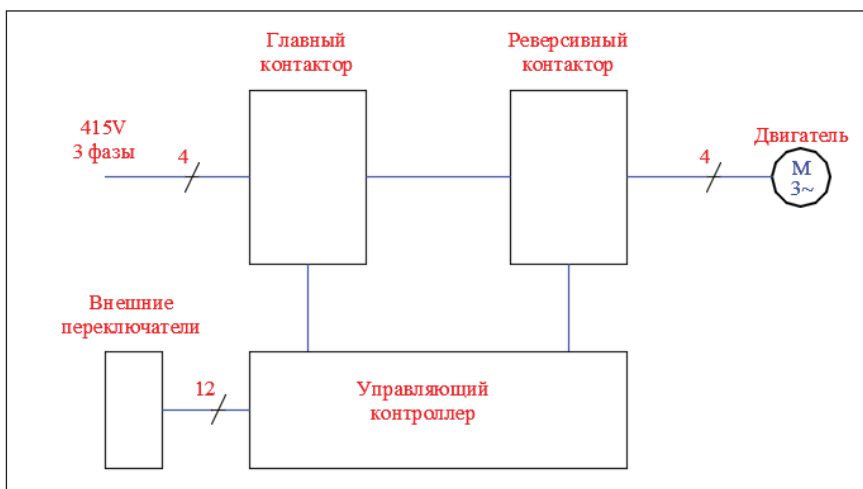 Главный
контактор
Реверсивный
контактор
415V
3 фазы
4
4
Двигатель
М
3~
Внешние
переключатели
12
Управляющий
контроллер